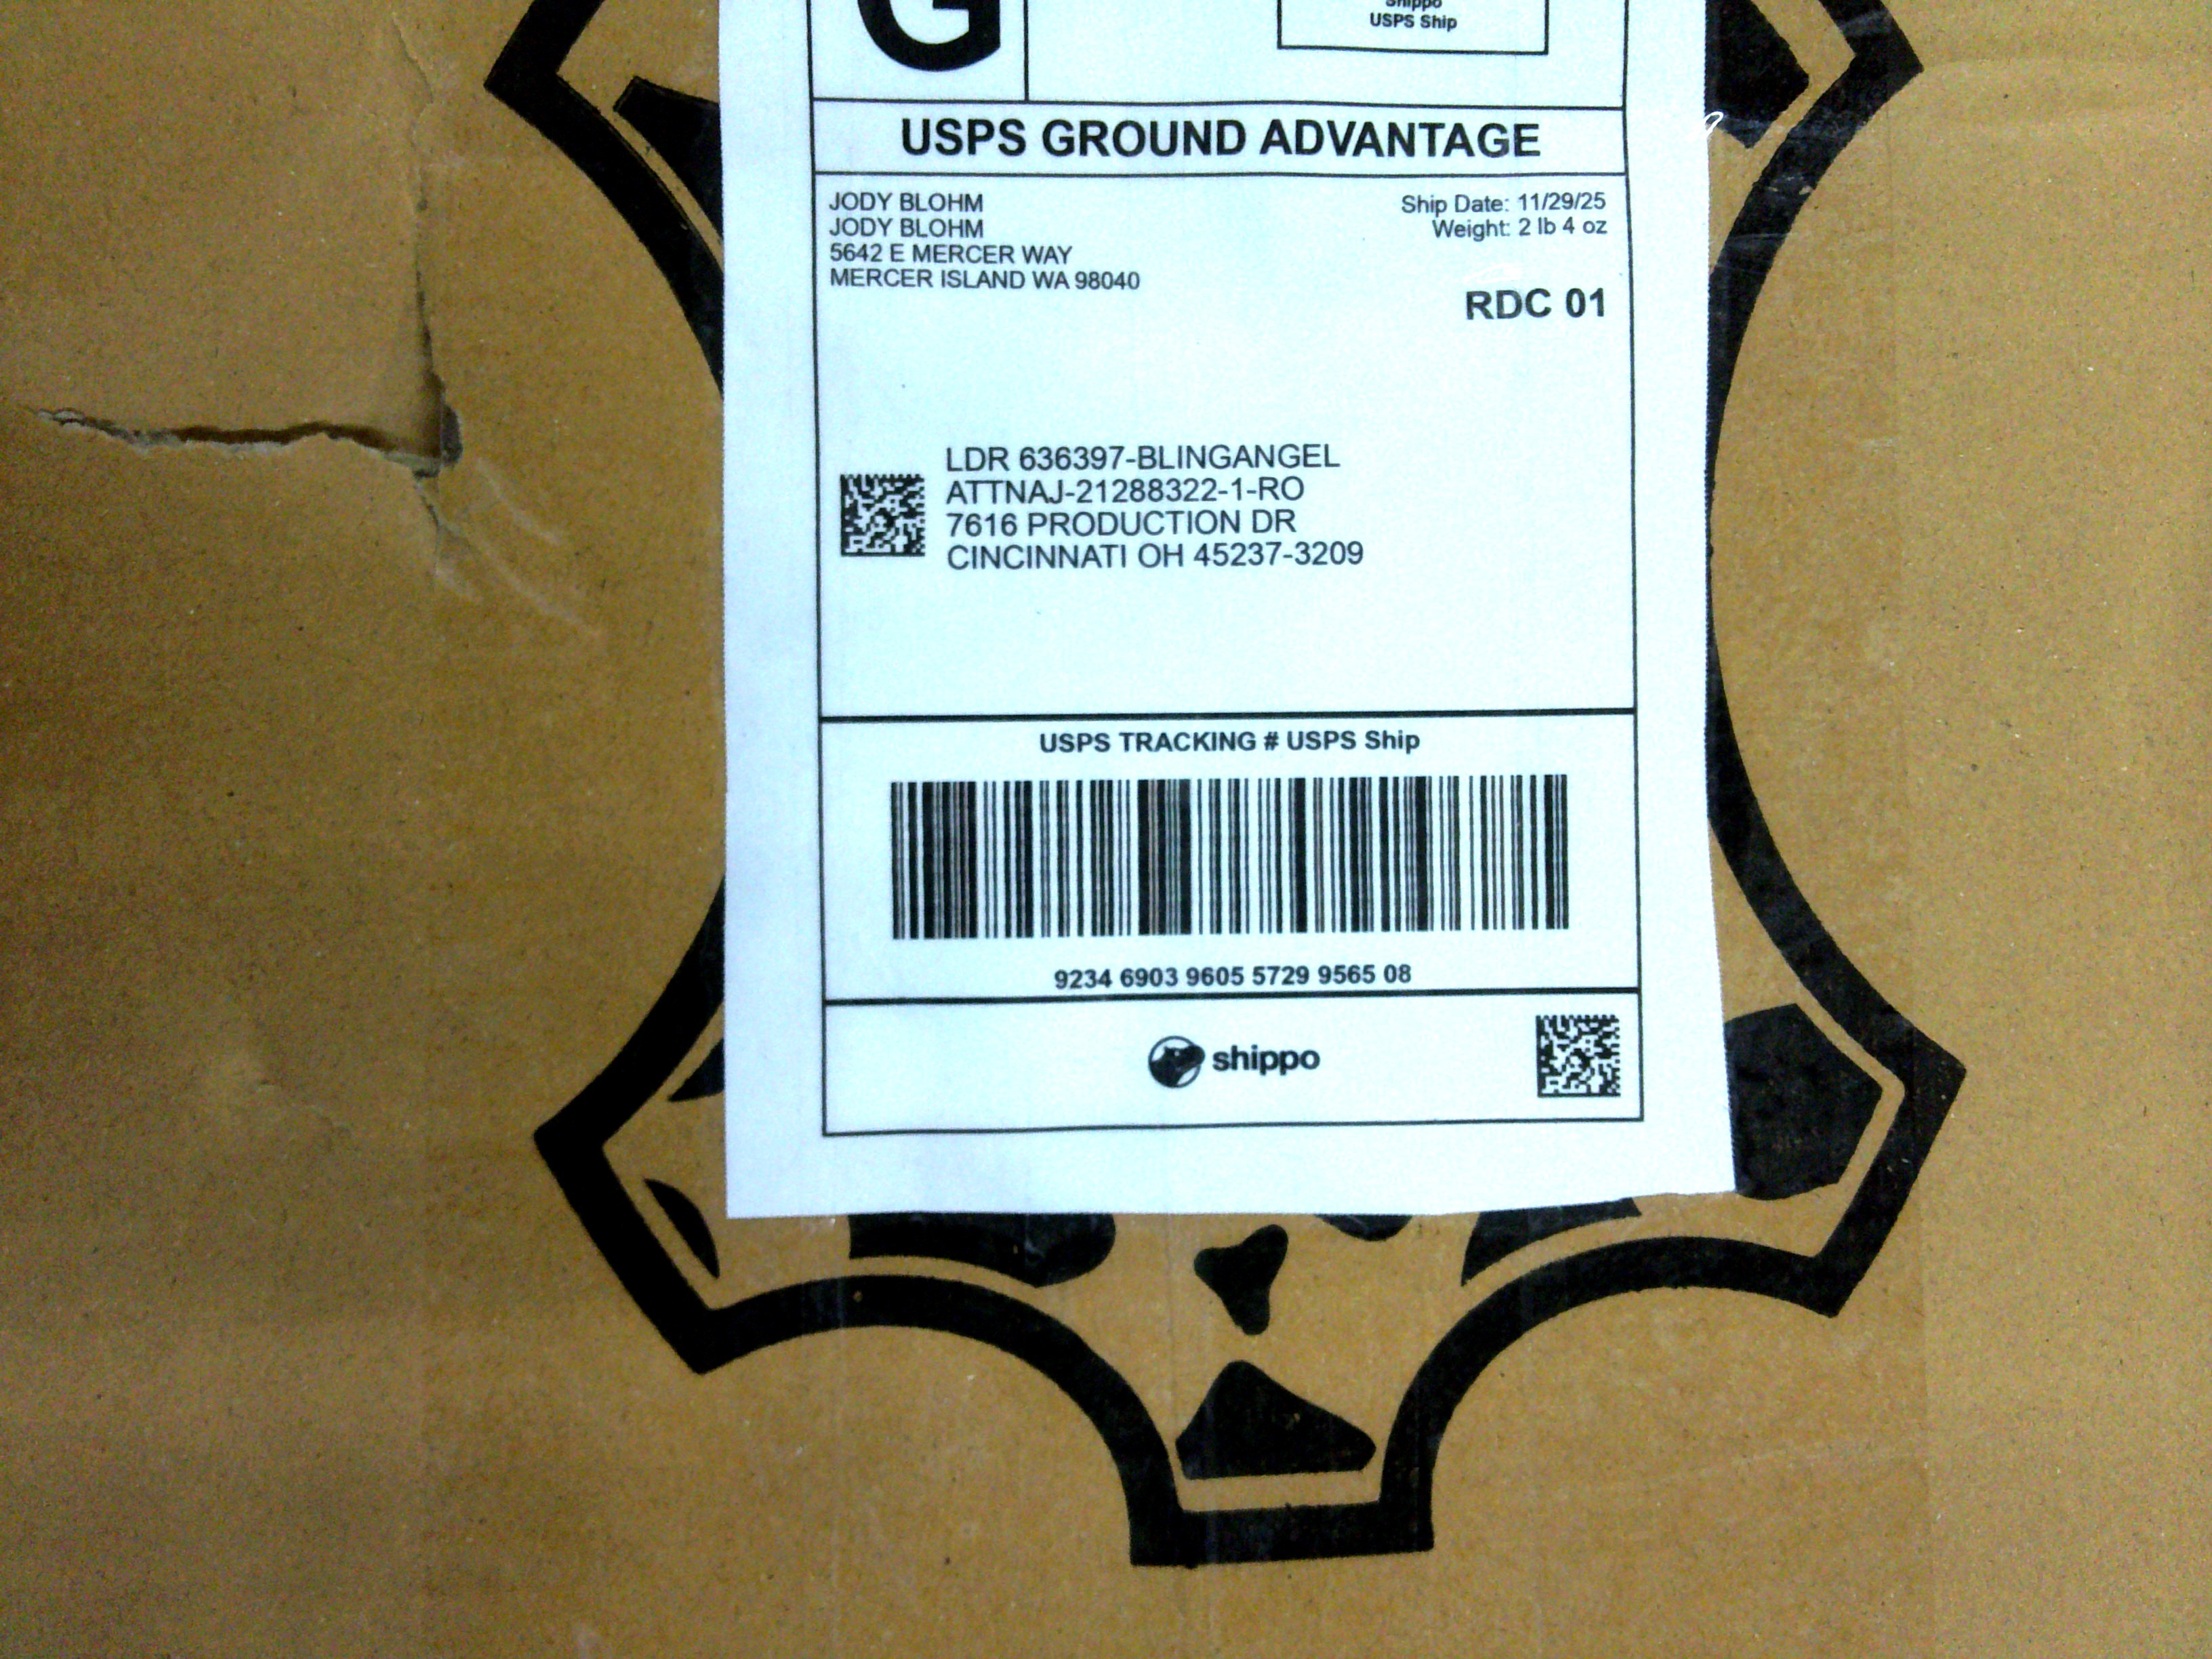 G
Shippo
USPS Ship
USPS GROUND ADVANTAGE
JODY BLOHM
JODY BLOHM
5642 E MERCER WAY
MERCER ISLAND WA 98040
Ship Date: 11/29/25
Weight: 2 lb 4 oz
RDC 01
LDR 636397-BLINGANGEL
ATTNAJ-21288322-1-RO
7616 PRODUCTION DR
CINCINNATI OH 45237-3209
USPS TRACKING # USPS Ship
9234 6903 9605 5729 9565 08
shippo